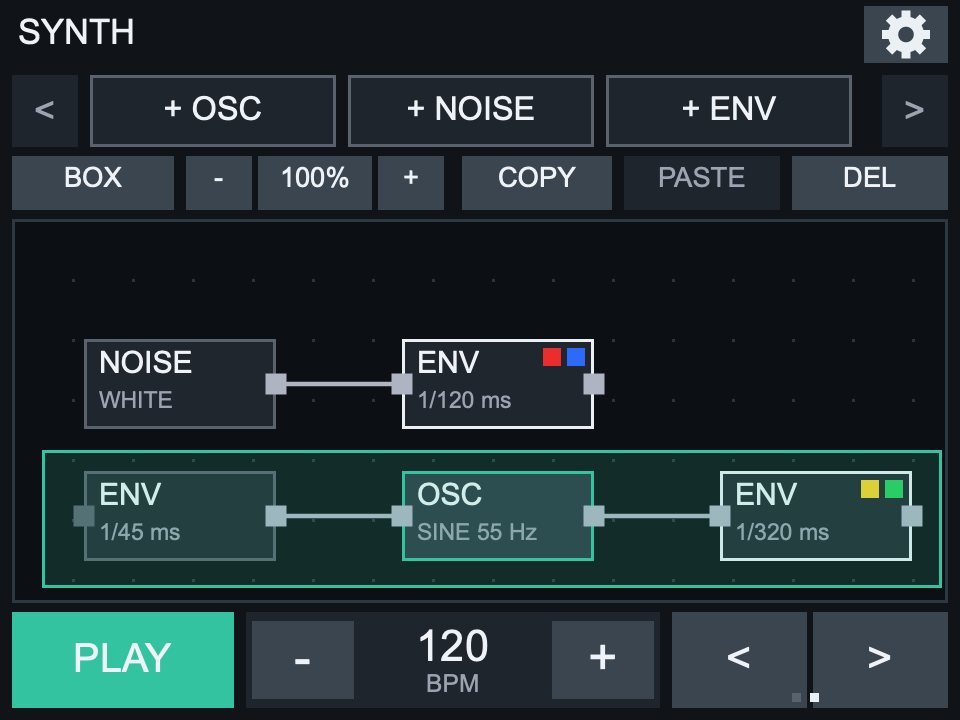 SYNTH
< + OSC + NOISE + ENV >
BOX - 100% + COPY PASTE DEL
NOISE
WHITE
ENV
1/120 ms
ENV
1/45 ms
OSC
SINE 55 Hz
ENV
1/320 ms
PLAY - 120 + < >
BPM